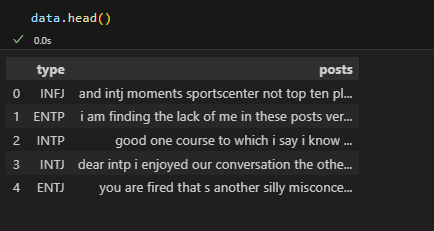 data.head()
0.0s
type posts
0 INFJ and intj moments sportscenter not top ten pl...
1 ENTP i am finding the lack of me in these posts ver...
2 INTP good one course to which i say i know ...
3 INTJ dear intp i enjoyed our conversation the othe...
4 ENTJ you are fired that s another silly misconce...